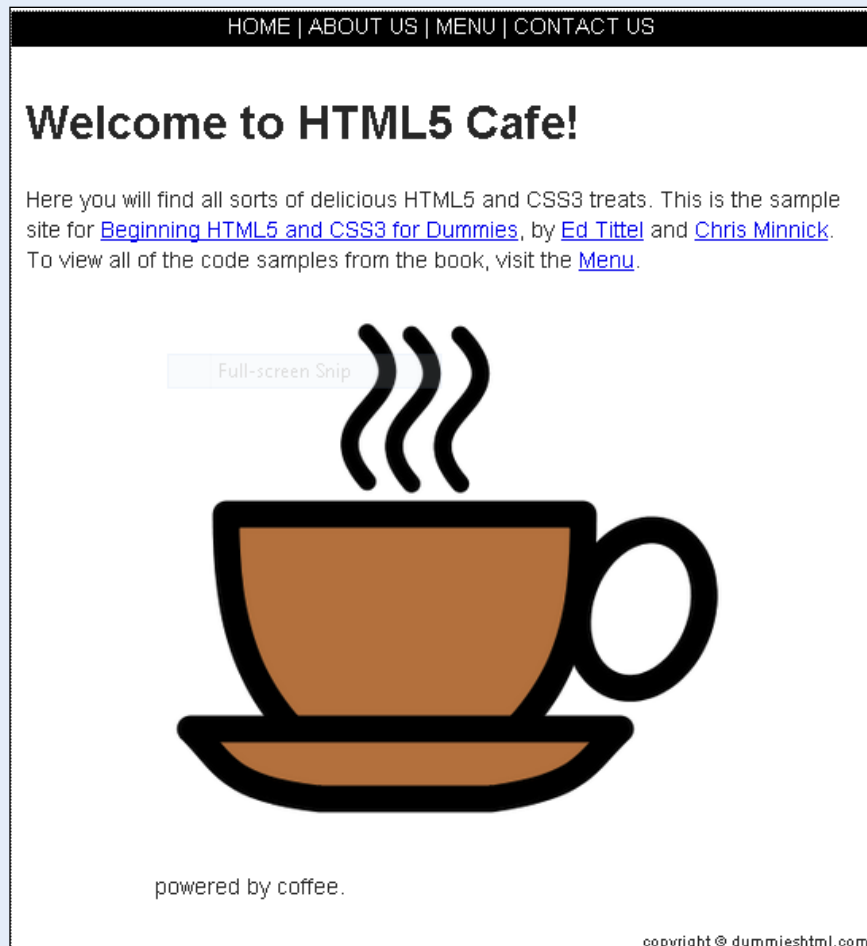 HOME | ABOUT US | MENU | CONTACT US
Welcome to HTML5 Cafe!
Here you will find all sorts of delicious HTML5 and CSS3 treats. This is the sample
site for Beginning HTML5 and CSS3 for Dummies, by Ed Tittel and Chris Minnick.
To view all of the code samples from the book, visit the Menu.
Full-screen Snip
powered by coffee.
copyright © dummieshtml.com